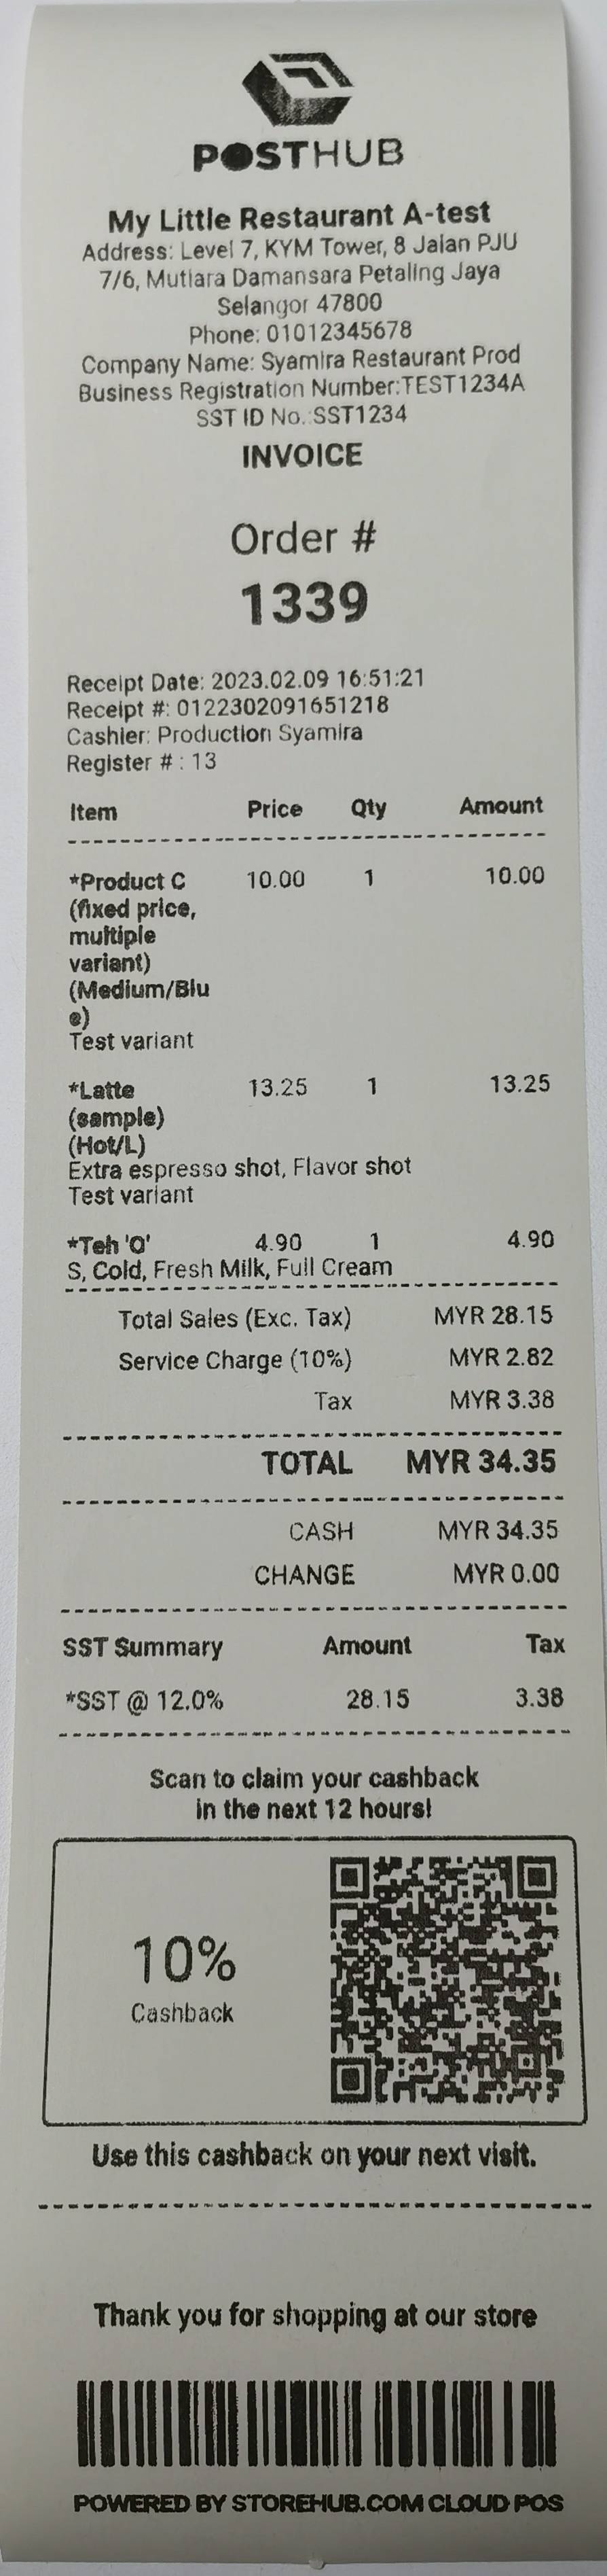 POSTHUB
My Little Restaurant A-test
Address: Level 7, KYM Tower, 8 Jalan PJU
7/6, Mutiara Damansara Petaling Jaya
Selangor 47800
Phone: 01012345678
Company Name: Syamira Restaurant Prod
Business Registration Number:TEST1234A
SST ID No.:SST1234
INVOICE
Order #
1339
Receipt Date: 2023.02.09 16:51:21
Receipt #: 0122302091651218
Cashier: Production Syamira
Register # : 13
Item Price Qty Amount
*Product C 10.00 1 10.00
(fixed price,
multiple
variant)
(Medium/Blu
e)
Test variant
*Latte 13.25 1 13.25
(sample)
(Hot/L)
Extra espresso shot, Flavor shot
Test variant
*Teh 'O' 4.90 1 4.90
S, Cold, Fresh Milk, Full Cream
Total Sales (Exc. Tax) MYR 28.15
Service Charge (10%) MYR 2.82
Tax MYR 3.38
TOTAL MYR 34.35
CASH MYR 34.35
CHANGE MYR 0.00
SST Summary Amount Tax
*SST @ 12.0% 28.15 3.38
Scan to claim your cashback
in the next 12 hours!
10%
Cashback
Use this cashback on your next visit.
Thank you for shopping at our store
POWERED BY STOREHUB.COM CLOUD POS